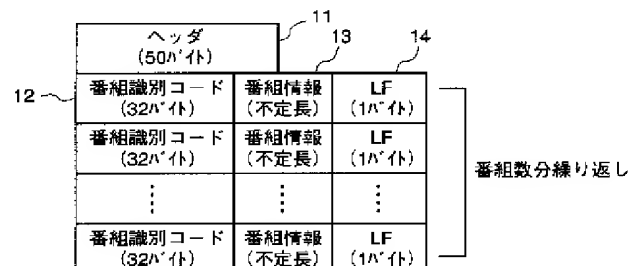 11
ヘッダ
(50バイト)
13
14
12
番組識別コード 番組情報 LF
(32バイト) (不定長) (1バイト)
番組識別コード 番組情報 LF
(32バイト) (不定長) (1バイト)
⋮ ⋮ ⋮
番組数分繰り返し
番組識別コード 番組情報 LF
(32バイト) (不定長) (1バイト)